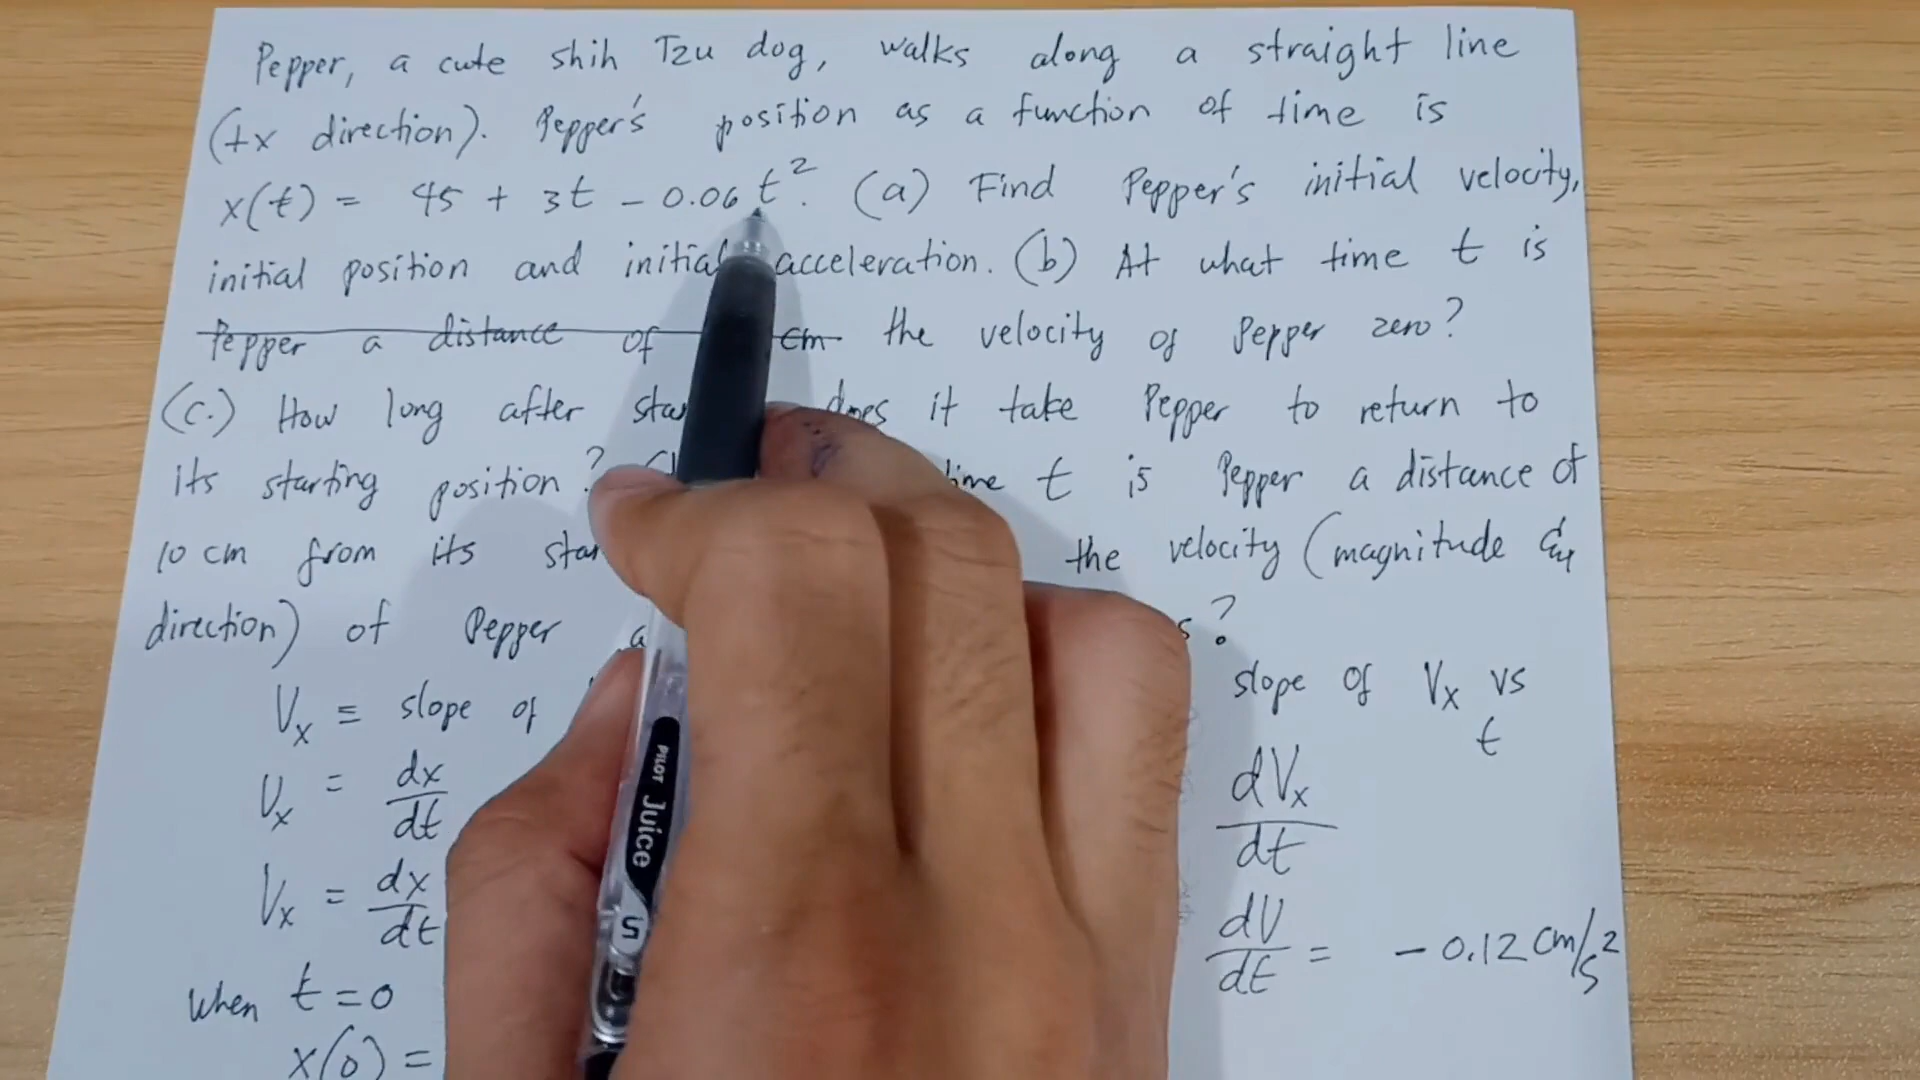 Pepper, a cute shih Tzu dog, walks along a straight line
(+x direction). Pepper's position as a function of time is
x(t) = 45 + 3t - 0.06 t². (a) Find Pepper's initial velocity,
initial position and initial acceleration. (b) At what time t is
Pepper a distance of cm the velocity of Pepper zero?
(c.) How long after does it take Pepper to return to
its starting position? t is Pepper a distance of
10 cm from its the velocity (magnitude &
direction) of Pepper ?
Vx ≡ slope of slope of Vx vs
t
Vx = dx/dt dVx/dt
Vx = dx/dt dV/dt = - 0.12 cm/s²
when t = 0
x(0) =
PILOT Juice
5